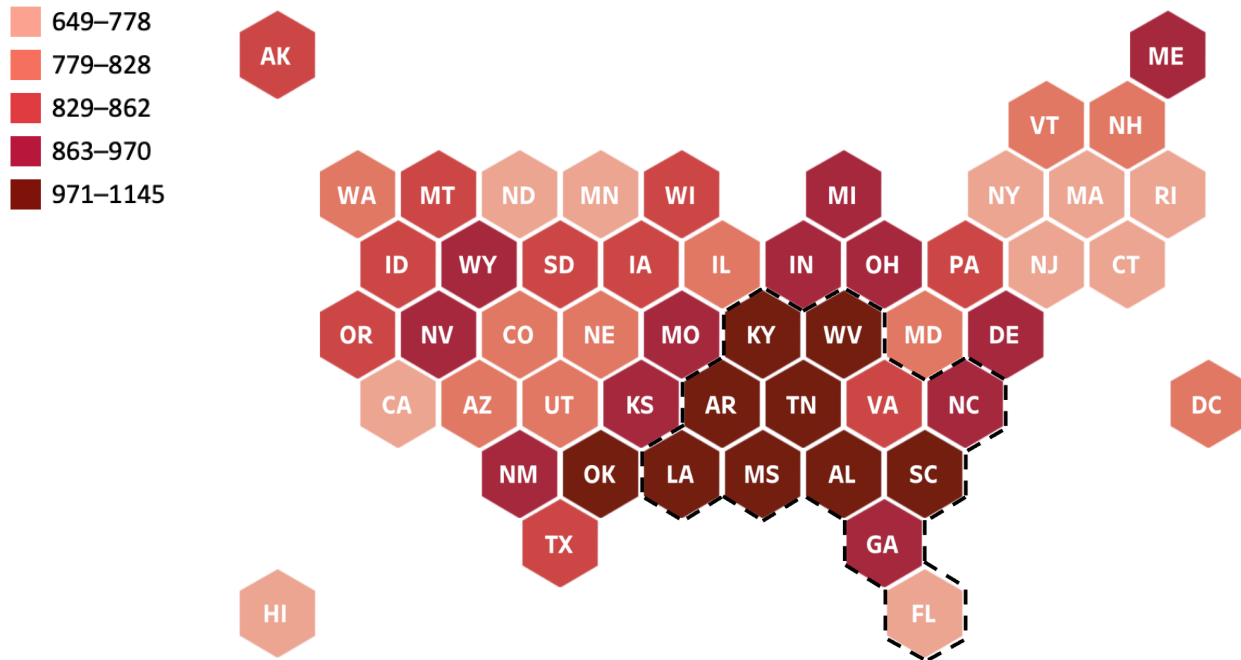 649–778
779–828
829–862
863–970
971–1145
AK
ME
VT NH
WA MT ND MN WI MI NY MA RI
ID WY SD IA IL IN OH PA NJ CT
OR NV CO NE MO KY WV MD DE
CA AZ UT KS AR TN VA NC DC
NM OK LA MS AL SC
TX GA
HI FL